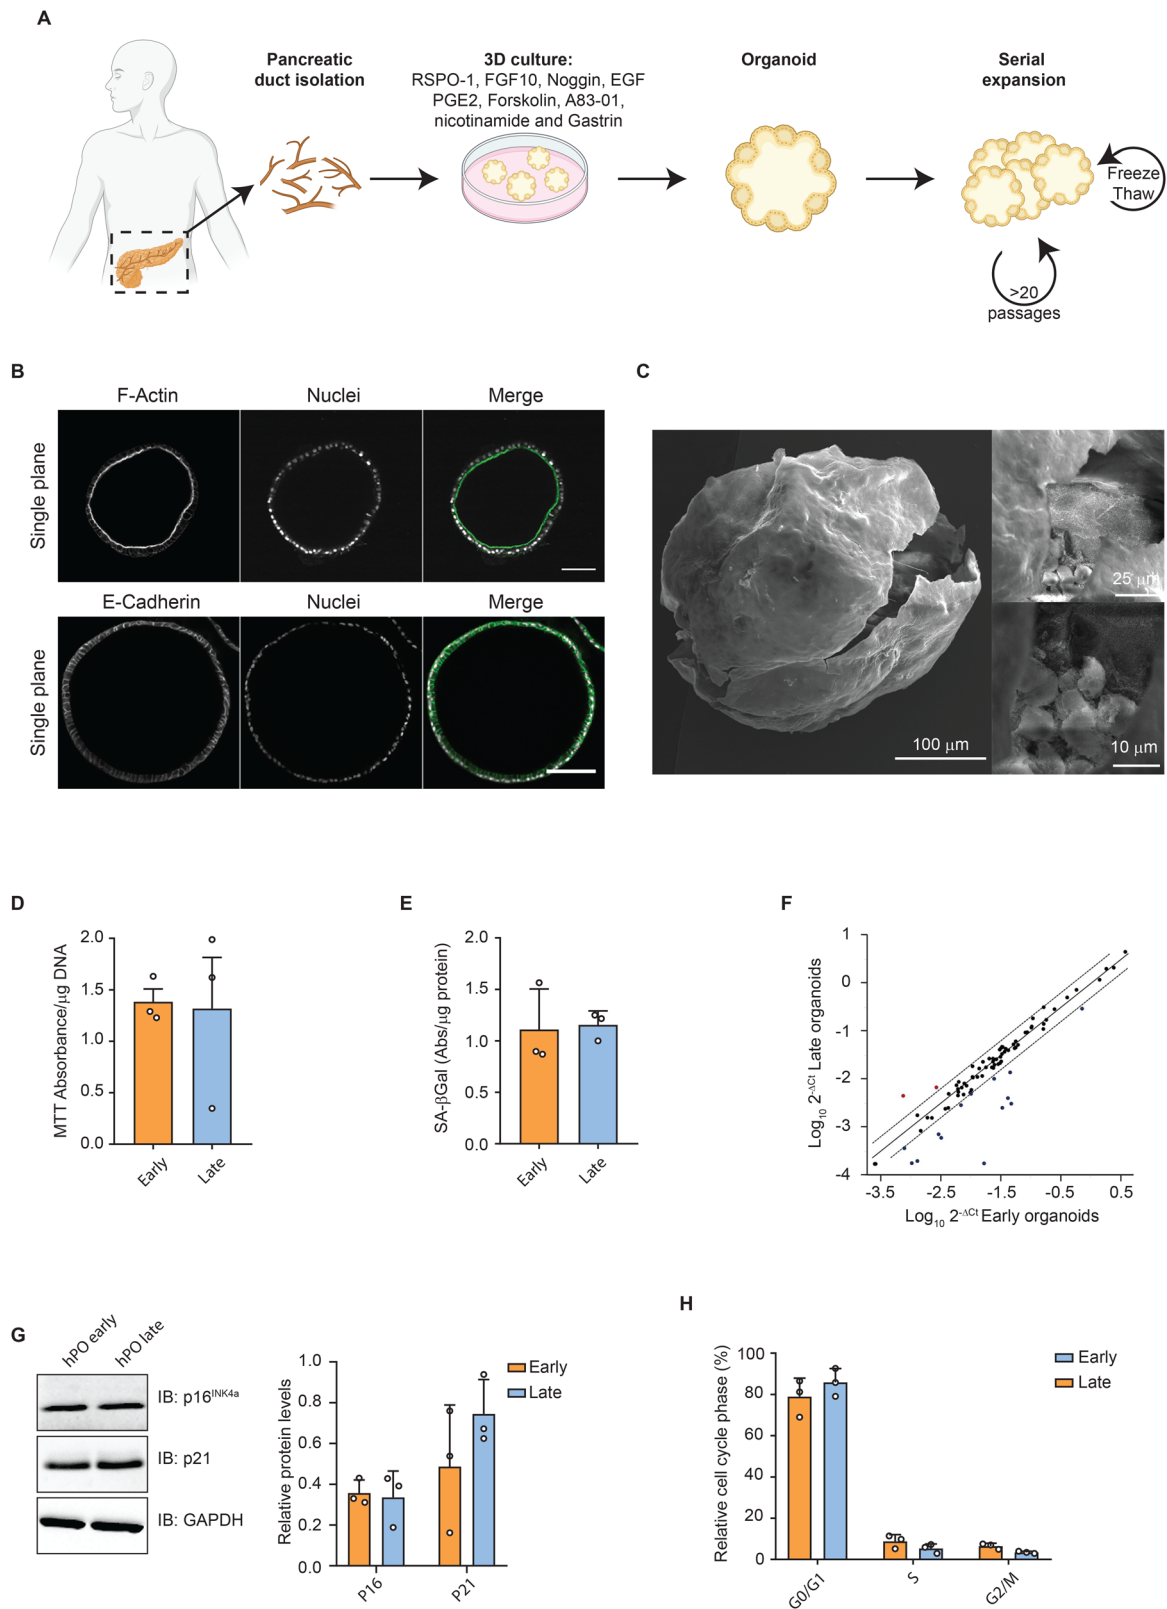 A
Pancreatic
duct isolation
3D culture:
RSPO-1, FGF10, Noggin, EGF
PGE2, Forskolin, A83-01,
nicotinamide and Gastrin
Organoid
Serial
expansion
Freeze
Thaw
>20
passages
B
F-Actin
Nuclei
Merge
Single plane
E-Cadherin
Nuclei
Merge
Single plane
C
100 μm
25 μm
10 μm
D
MTT Absorbance/μg DNA
2.0
1.5
1.0
0.5
0.0
Early
Late
E
SA-βGal (Abs/μg protein)
2.0
1.5
1.0
0.5
0.0
Early
Late
F
Log₁₀ 2^-ΔCt Late organoids
1
0
-1
-2
-3
-4
-3.5
-2.5
-1.5
-0.5
0.5
Log₁₀ 2^-ΔCt Early organoids
G
hPO early
hPO late
IB: p16^INK4a
IB: p21
IB: GAPDH
Relative protein levels
1.0
0.8
0.6
0.4
0.2
0.0
P16
P21
Early
Late
H
Relative cell cycle phase (%)
100
80
60
40
20
0
G0/G1
S
G2/M
Early
Late